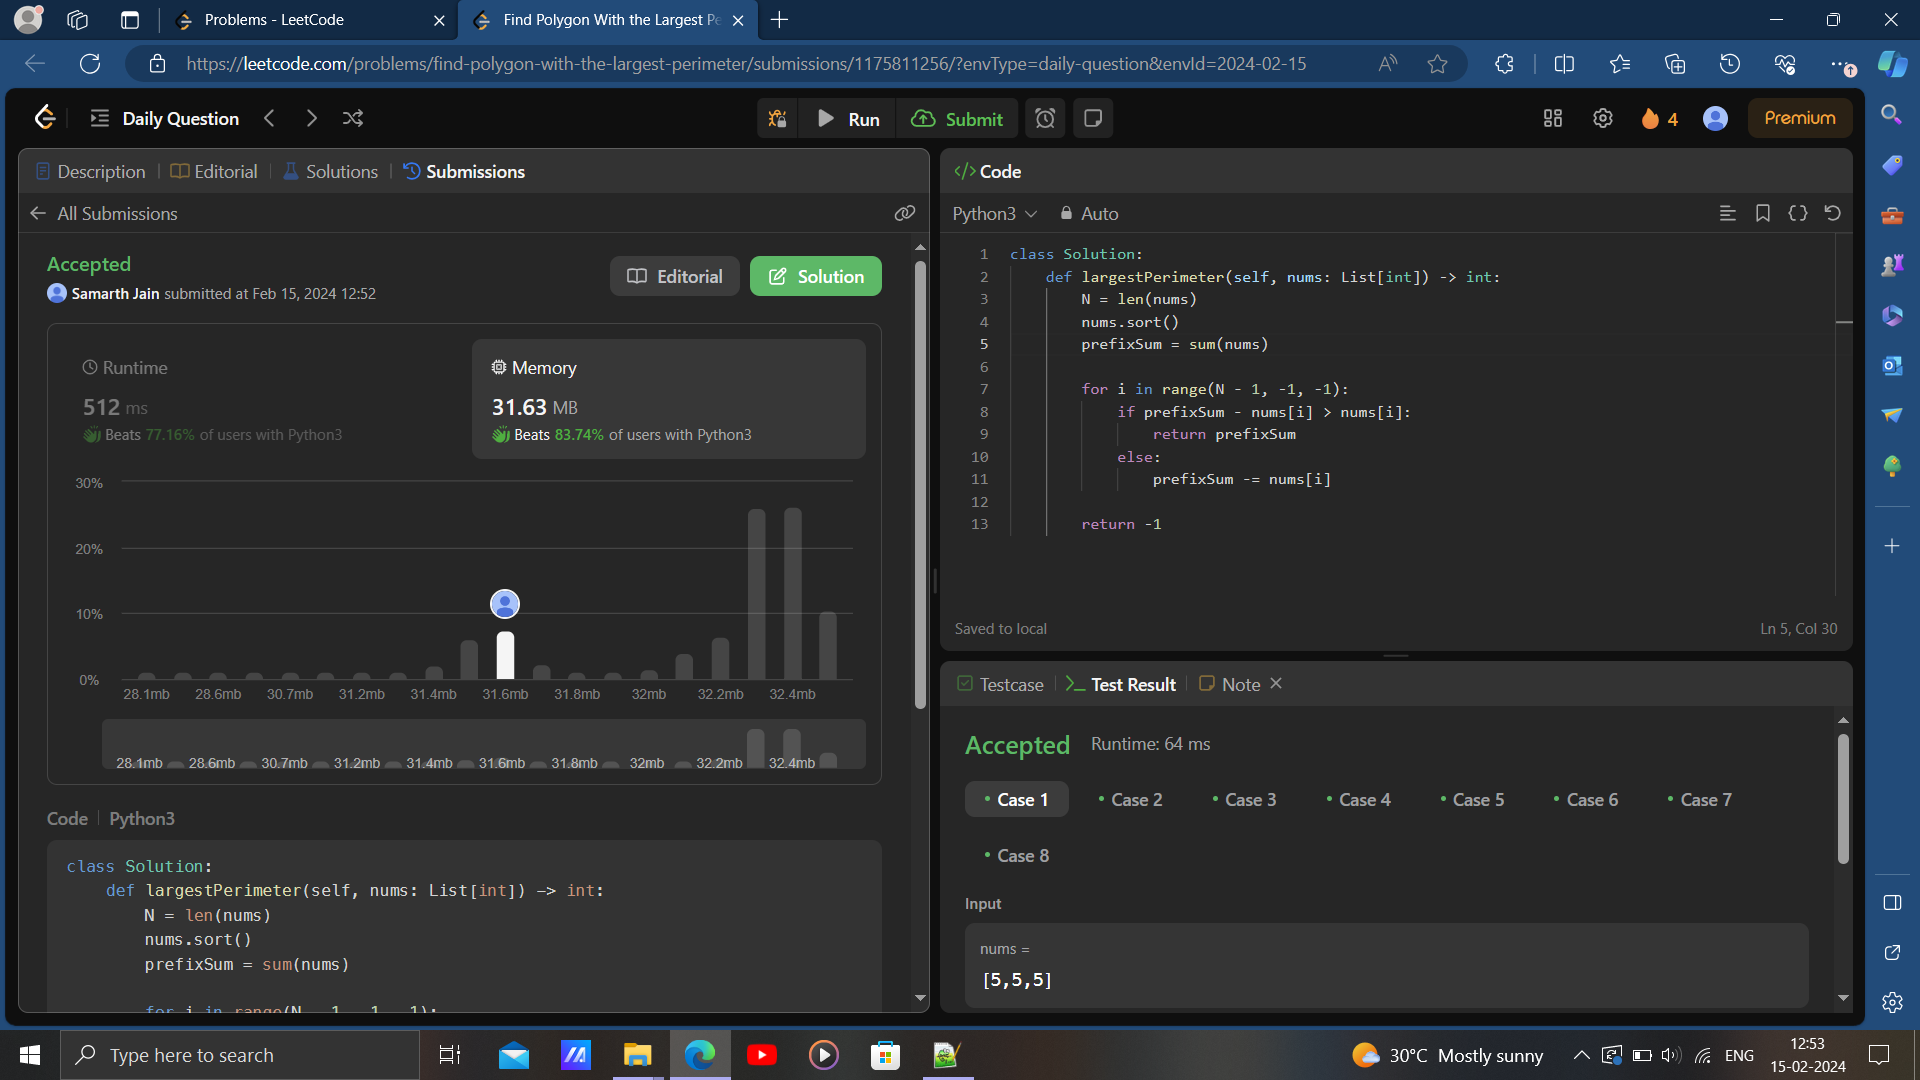 Problems - LeetCode
Find Polygon With the Largest Pe
https://leetcode.com/problems/find-polygon-with-the-largest-perimeter/submissions/1175811256/?envType=daily-question&envId=2024-02-15
Daily Question
Run
Submit
4
Premium
Description
Editorial
Solutions
Submissions
All Submissions
Accepted
Samarth Jain submitted at Feb 15, 2024 12:52
Editorial
Solution
Runtime
512 ms
Beats 77.16% of users with Python3
Memory
31.63 MB
Beats 83.74% of users with Python3
30%
20%
10%
0%
28.1mb 28.6mb 30.7mb 31.2mb 31.4mb 31.6mb 31.8mb 32mb 32.2mb 32.4mb
28.1mb 28.6mb 30.7mb 31.2mb 31.4mb 31.6mb 31.8mb 32mb 32.2mb 32.4mb
Code Python3
class Solution:
def largestPerimeter(self, nums: List[int]) -> int:
N = len(nums)
nums.sort()
prefixSum = sum(nums)
for i in range(N - 1, -1, -1):
</> Code
Python3
Auto
1 class Solution:
2 def largestPerimeter(self, nums: List[int]) -> int:
3 N = len(nums)
4 nums.sort()
5 prefixSum = sum(nums)
6
7 for i in range(N - 1, -1, -1):
8 if prefixSum - nums[i] > nums[i]:
9 return prefixSum
10 else:
11 prefixSum -= nums[i]
12
13 return -1
Saved to local
Ln 5, Col 30
Testcase
Test Result
Note
Accepted Runtime: 64 ms
Case 1
Case 2
Case 3
Case 4
Case 5
Case 6
Case 7
Case 8
Input
nums =
[5,5,5]
Type here to search
30°C Mostly sunny
ENG
12:53
15-02-2024